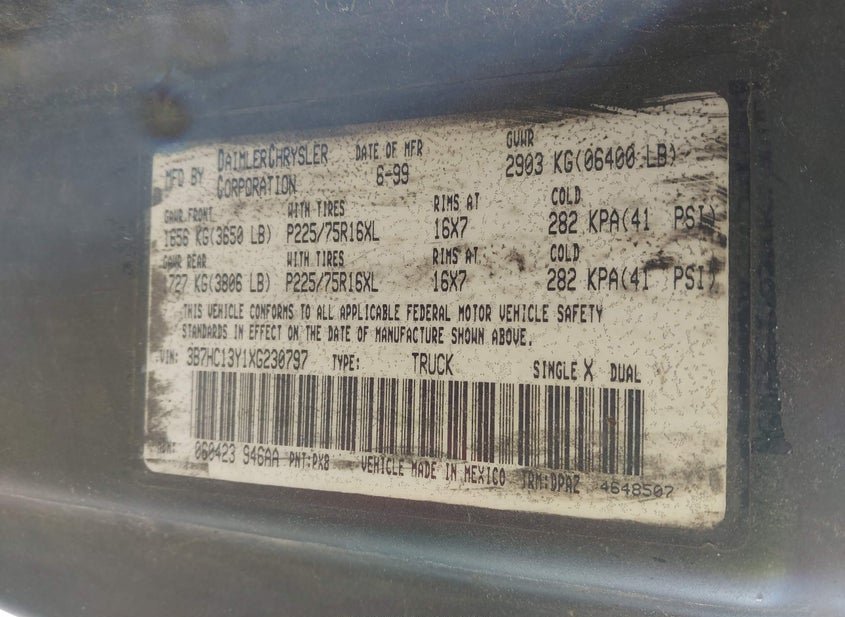 MFD BY DAIMLERCHRYSLER CORPORATION DATE OF MFR 6-99 GVWR 2903 KG(06400 LB)
GAWR FRONT WITH TIRES RIMS AT COLD
1656 KG(3650 LB) P225/75R16XL 16X7 282 KPA(41 PSI)
GAWR REAR WITH TIRES RIMS AT COLD
727 KG(3806 LB) P225/75R16XL 16X7 282 KPA(41 PSI)
THIS VEHICLE CONFORMS TO ALL APPLICABLE FEDERAL MOTOR VEHICLE SAFETY
STANDARDS IN EFFECT ON THE DATE OF MANUFACTURE SHOWN ABOVE.
VIN: 3B7HC13Y1XG230797 TYPE: TRUCK SINGLE X DUAL
060423 946AA PNT:PX8 VEHICLE MADE IN MEXICO TRM:DPAZ 4648507